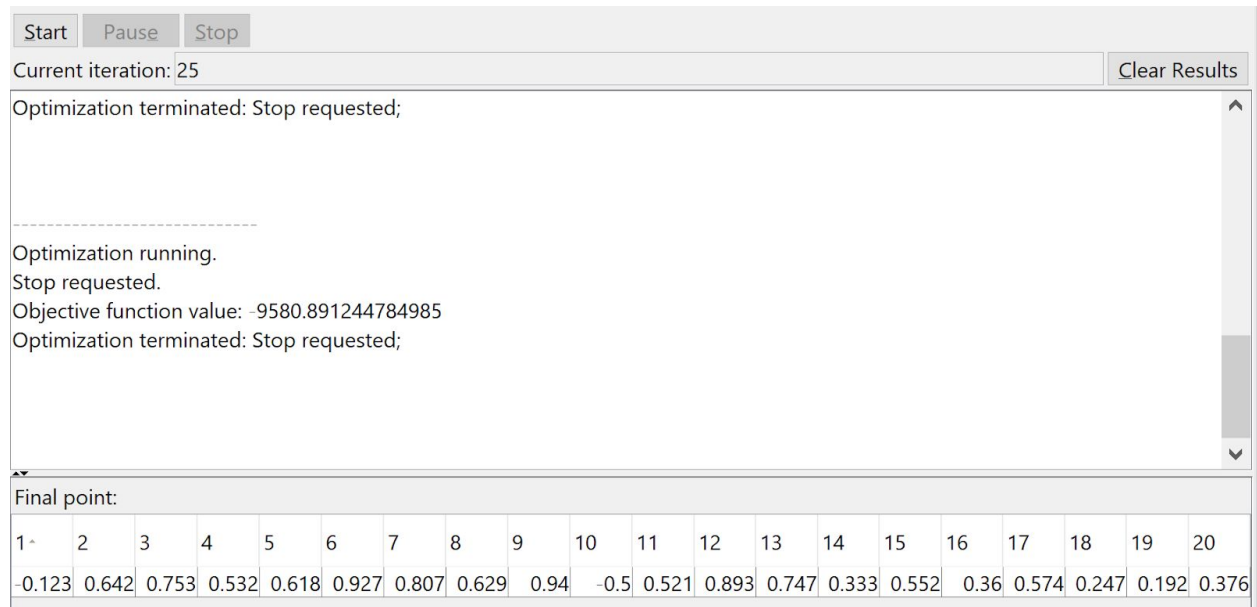 Start Pause Stop
Current iteration: 25 Clear Results
Optimization terminated: Stop requested;
------------------------------
Optimization running.
Stop requested.
Objective function value: -9580.891244784985
Optimization terminated: Stop requested;
Final point:
1 2 3 4 5 6 7 8 9 10 11 12 13 14 15 16 17 18 19 20
-0.123 0.642 0.753 0.532 0.618 0.927 0.807 0.629 0.94 -0.5 0.521 0.893 0.747 0.333 0.552 0.36 0.574 0.247 0.192 0.376